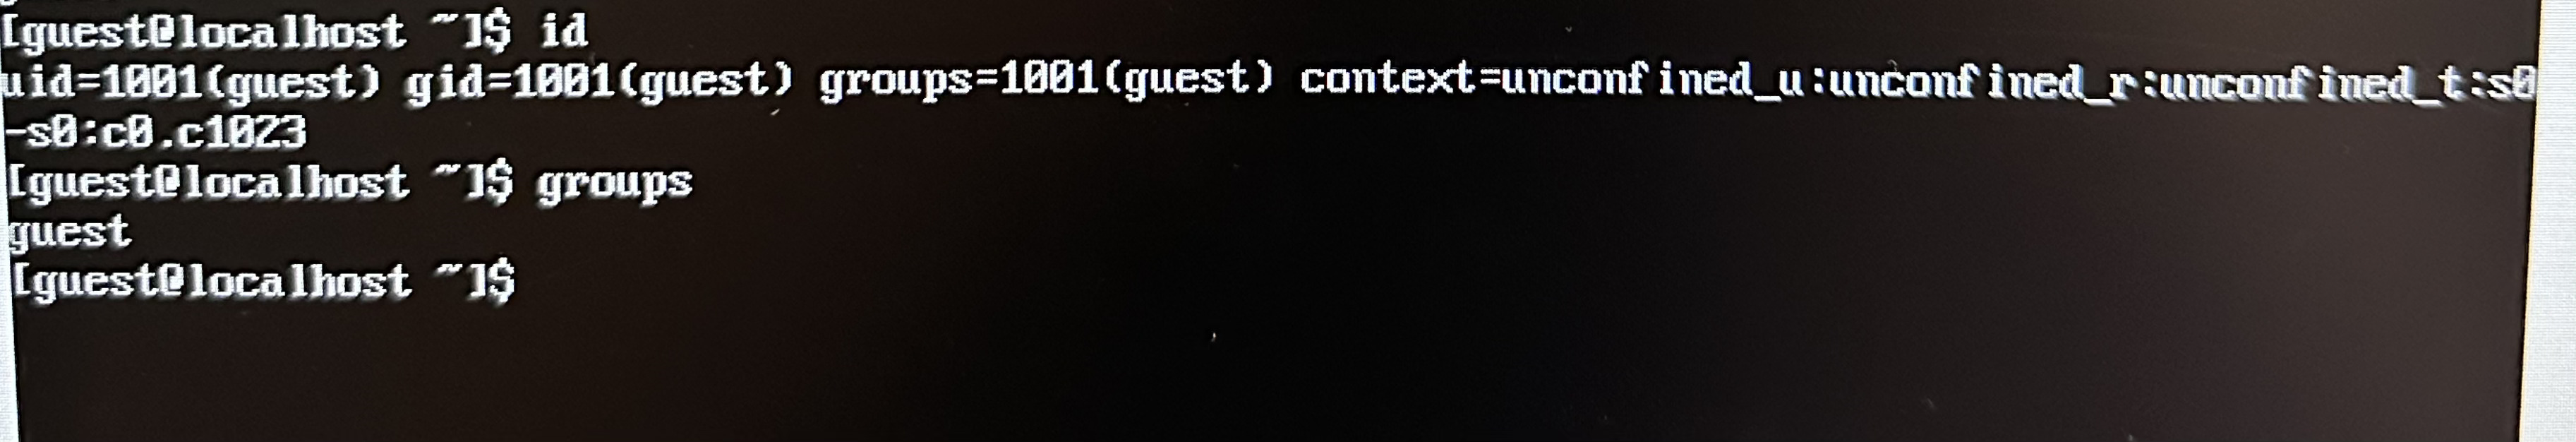 [guest@localhost ~]$ id
uid=1001(guest) gid=1001(guest) groups=1001(guest) context=unconfined_u:unconfined_r:unconfined_t:s0
-s0:c0.c1023
[guest@localhost ~]$ groups
guest
[guest@localhost ~]$